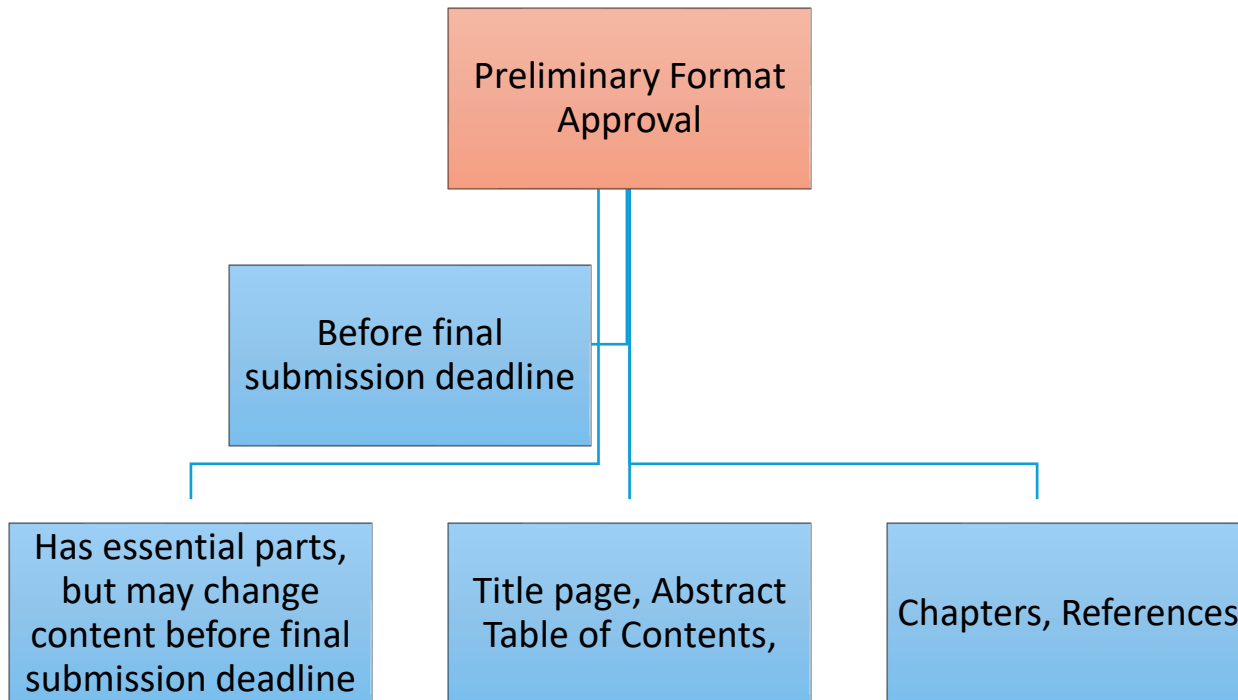 Preliminary Format
Approval
Before final
submission deadline
Has essential parts,
but may change
content before final
submission deadline
Title page, Abstract
Table of Contents,
Chapters, References